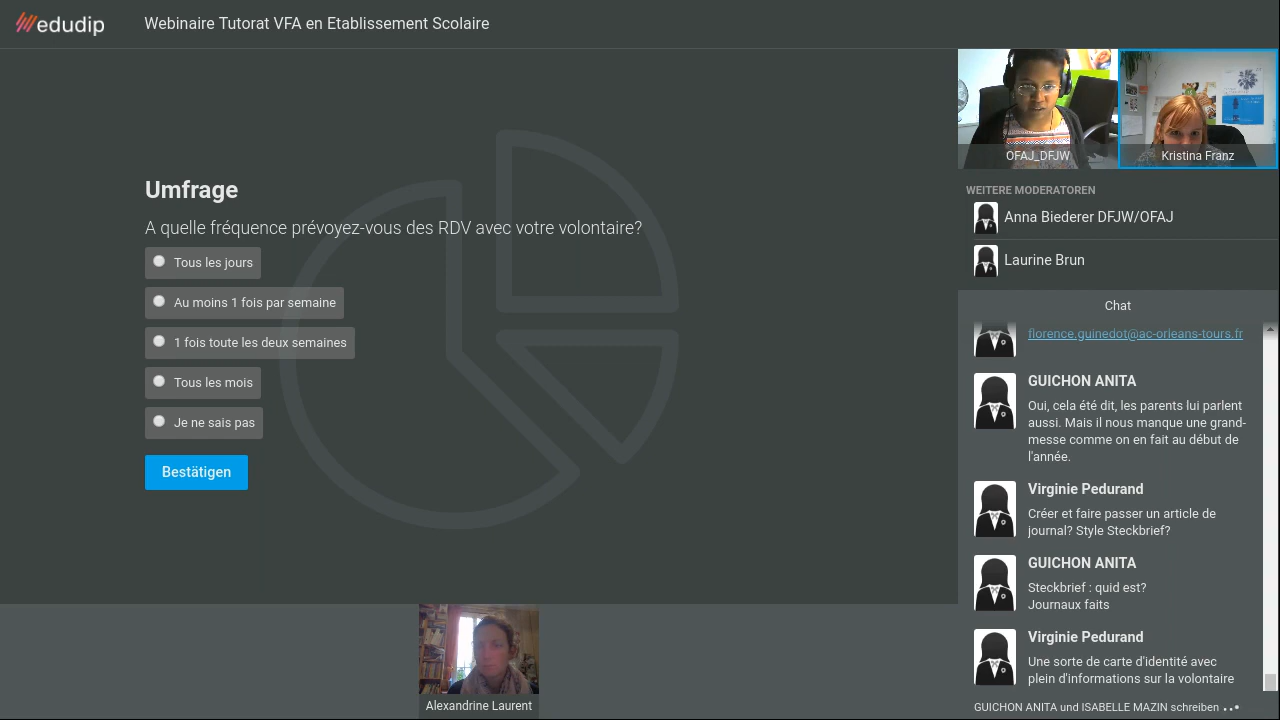 edudip
Webinaire Tutorat VFA en Etablissement Scolaire
Umfrage
A quelle fréquence prévoyez-vous des RDV avec votre volontaire?
Tous les jours
Au moins 1 fois par semaine
1 fois toute les deux semaines
Tous les mois
Je ne sais pas
Bestätigen
OFAJ_DFJW
Kristina Franz
WEITERE MODERATOREN
Anna Biederer DFJW/OFAJ
Laurine Brun
Chat
florence.guinedot@ac-orleans-tours.fr
GUICHON ANITA
Oui, cela été dit, les parents lui parlent
aussi. Mais il nous manque une grand-
messe comme on en fait au début de
l'année.
Virginie Pedurand
Créer et faire passer un article de
journal? Style Steckbrief?
GUICHON ANITA
Steckbrief : quid est?
Journaux faits
Virginie Pedurand
Une sorte de carte d'identité avec
plein d'informations sur la volontaire
GUICHON ANITA und ISABELLE MAZIN schreiben
Alexandrine Laurent